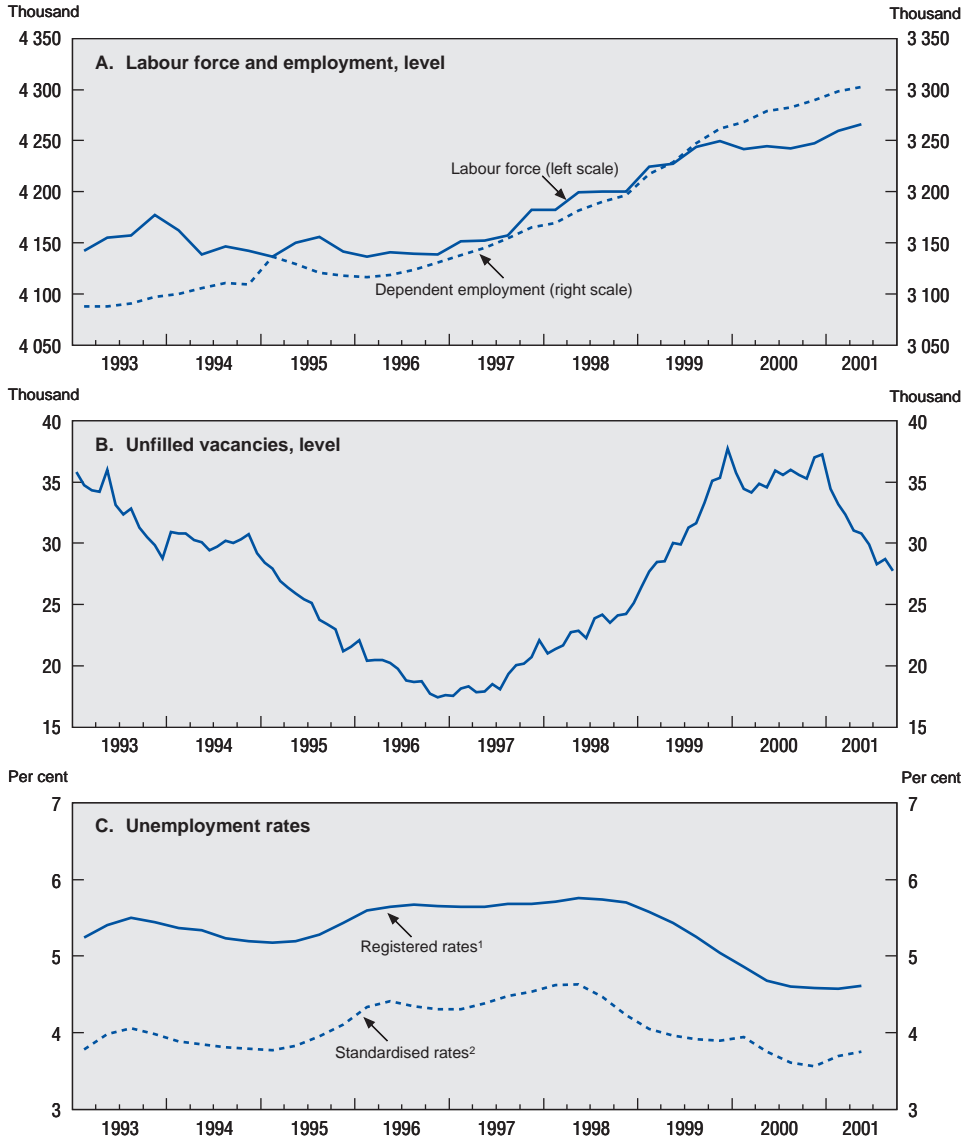 Thousand Thousand
4 350 3 350
A. Labour force and employment, level
4 300 3 300
4 250 3 250
Labour force (left scale)
4 200 3 200
4 150 3 150
Dependent employment (right scale)
4 100 3 100
4 050 3 050
1993 1994 1995 1996 1997 1998 1999 2000 2001
Thousand Thousand
40 40
B. Unfilled vacancies, level
35 35
30 30
25 25
20 20
15 15
1993 1994 1995 1996 1997 1998 1999 2000 2001
Per cent Per cent
7 7
C. Unemployment rates
6 6
Registered rates¹
5 5
4 4
Standardised rates²
3 3
1993 1994 1995 1996 1997 1998 1999 2000 2001